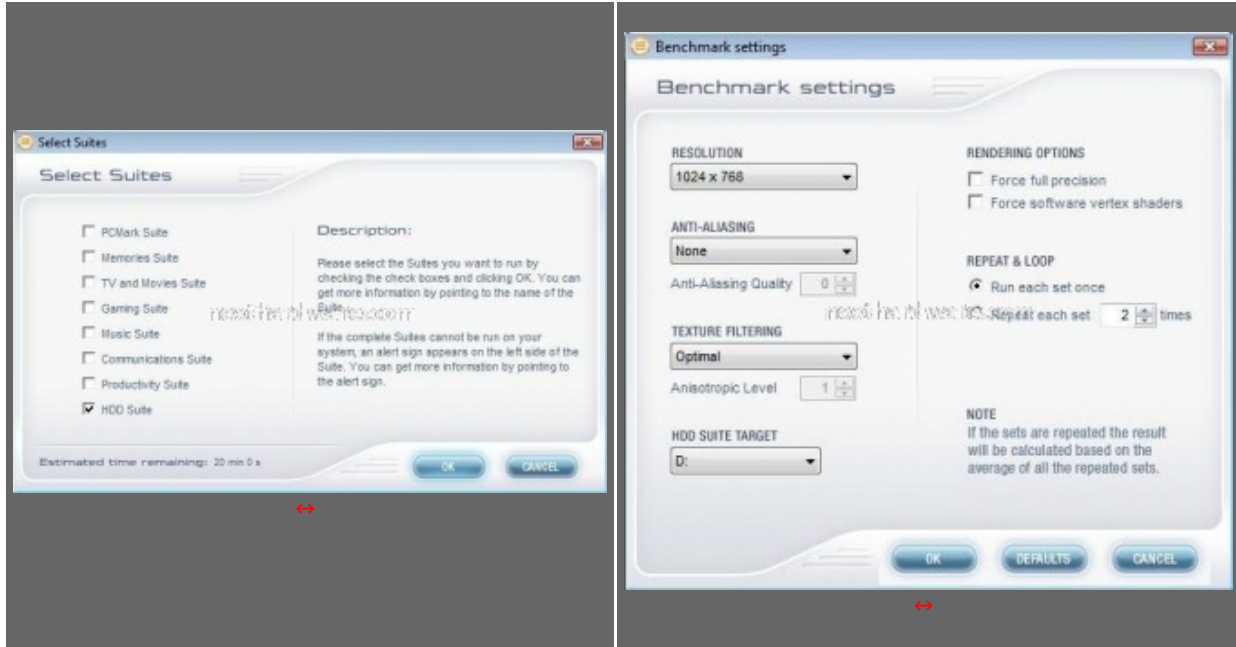 Select Suites
Select Suites
PCMark Suite
Memories Suite
TV and Movies Suite
Gaming Suite
Music Suite
Communications Suite
Productivity Suite
HDD Suite
Description:
Please select the Suites you want to run by
checking the check boxes and clicking OK. You can
get more information by pointing to the name of the
Suite.
If the complete Suites cannot be run on your
system, an alert sign appears on the left side of the
Suite. You can get more information by pointing to
the alert sign.
Estimated time remaining: 20 min 0 s
OK
CANCEL
Benchmark settings
Benchmark settings
RESOLUTION
1024 x 768
ANTI-ALIASING
None
Anti-Aliasing Quality 0
TEXTURE FILTERING
Optimal
Anisotropic Level 1
HDD SUITE TARGET
D:
RENDERING OPTIONS
Force full precision
Force software vertex shaders
REPEAT & LOOP
Run each set once
Repeat each set 2 times
NOTE
If the sets are repeated the result
will be calculated based on the
average of all the repeated sets.
OK
DEFAULTS
CANCEL